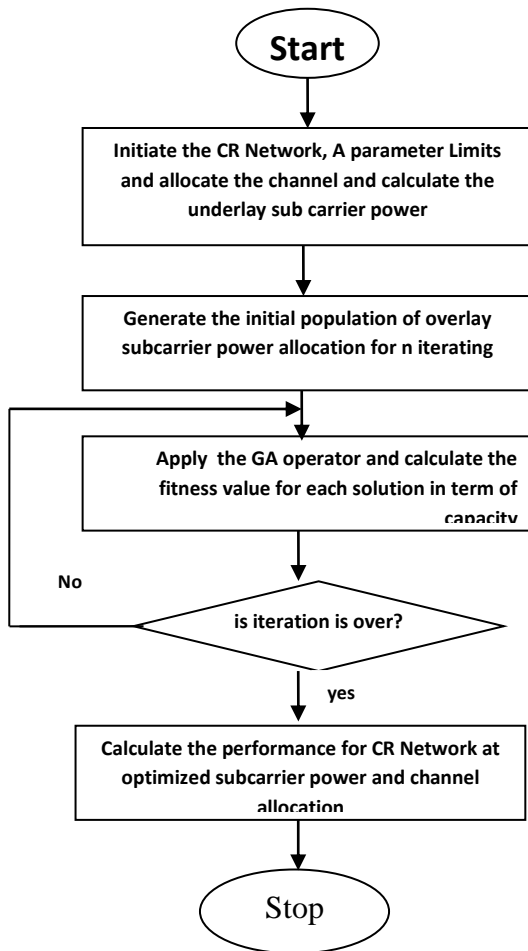 Start
Initiate the CR Network, A parameter Limits
and allocate the channel and calculate the
underlay sub carrier power
Generate the initial population of overlay
subcarrier power allocation for n iterating
Apply the GA operator and calculate the
fitness value for each solution in term of
capacity
No
is iteration is over?
yes
Calculate the performance for CR Network at
optimized subcarrier power and channel
allocation
Stop